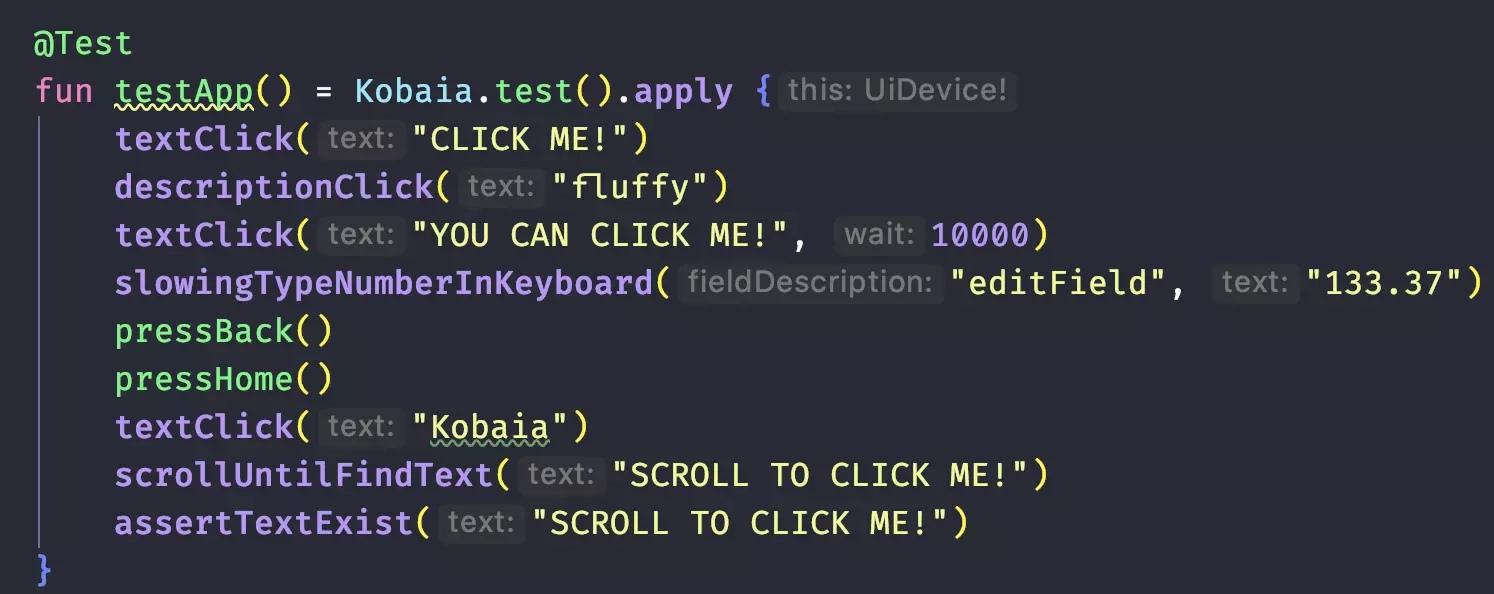 @Test
fun testApp() = Kobaia.test().apply { this: UiDevice!
textClick( text: "CLICK ME!")
descriptionClick( text: "fluffy")
textClick( text: "YOU CAN CLICK ME!", wait: 10000)
slowingTypeNumberInKeyboard( fieldDescription: "editField", text: "133.37")
pressBack()
pressHome()
textClick( text: "Kobaia")
scrollUntilFindText( text: "SCROLL TO CLICK ME!")
assertTextExist( text: "SCROLL TO CLICK ME!")
}